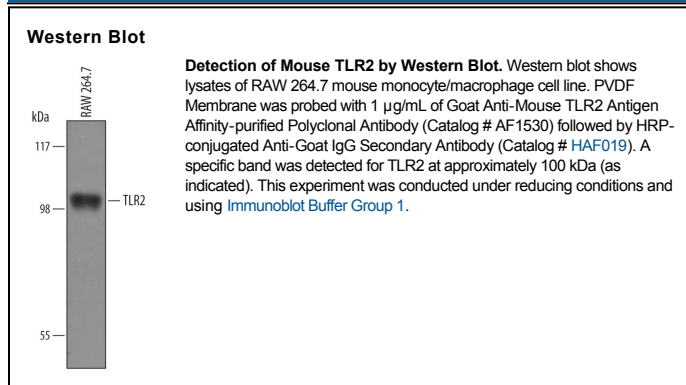 Western Blot
RAW 264.7
kDa
117
98
TLR2
55
Detection of Mouse TLR2 by Western Blot. Western blot shows
lysates of RAW 264.7 mouse monocyte/macrophage cell line. PVDF
Membrane was probed with 1 µg/mL of Goat Anti-Mouse TLR2 Antigen
Affinity-purified Polyclonal Antibody (Catalog # AF1530) followed by HRP-
conjugated Anti-Goat IgG Secondary Antibody (Catalog # HAF019). A
specific band was detected for TLR2 at approximately 100 kDa (as
indicated). This experiment was conducted under reducing conditions and
using Immunoblot Buffer Group 1.